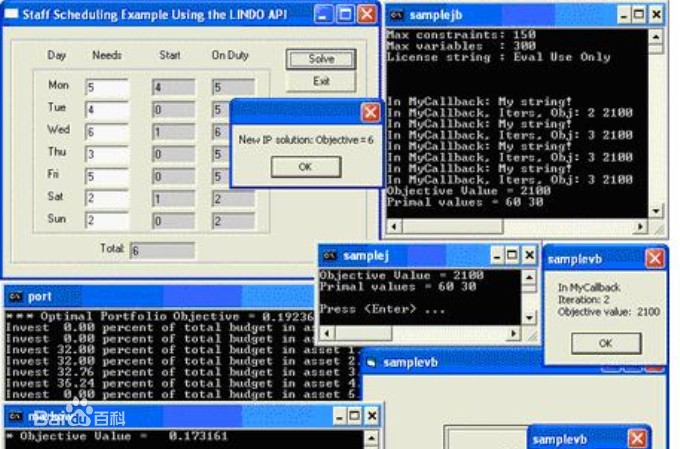 Staff Scheduling Example Using the LINDO API
Day Needs Start On Duty
Solve
Exit
Mon 5 4 5
Tue 4 0 5
Wed 6 1 6
Thu 3 0 5
Fri 5 0 5
Sat 2 1 2
Sun 2 0 2
Total: 6
New IP solution: Objective = 6
OK
samplejb
Max constraints: 150
Max variables : 300
License string : Eval Use Only
In MyCallback: My string!
In MyCallback, Iters, Obj: 2 2100
In MyCallback: My string!
In MyCallback, Iters, Obj: 3 2100
In MyCallback: My string!
In MyCallback, Iters, Obj: 3 2100
In MyCallback: My string!
In MyCallback, Iters, Obj: 3 2100
Objective Value = 2100
Primal values = 60 30
samplej
Objective Value = 2100
Primal values = 60 30
Press <Enter> ...
samplevb
In MyCallback
Iteration: 2
Objective value: 2100
OK
port
*** Optimal Portfolio Objective = 0.19236
Invest 0.00 percent of total budget in as
Invest 0.00 percent of total budget in asset
Invest 32.00 percent of total budget in asset 1.
Invest 32.00 percent of total budget in asset 2.
Invest 32.76 percent of total budget in asset 3.
Invest 36.24 percent of total budget in asset 4.
Invest 0.00 percent of total budget in asset 5.
samplevb
Bai 百科
* Objective Value = 0.173161
samplevb